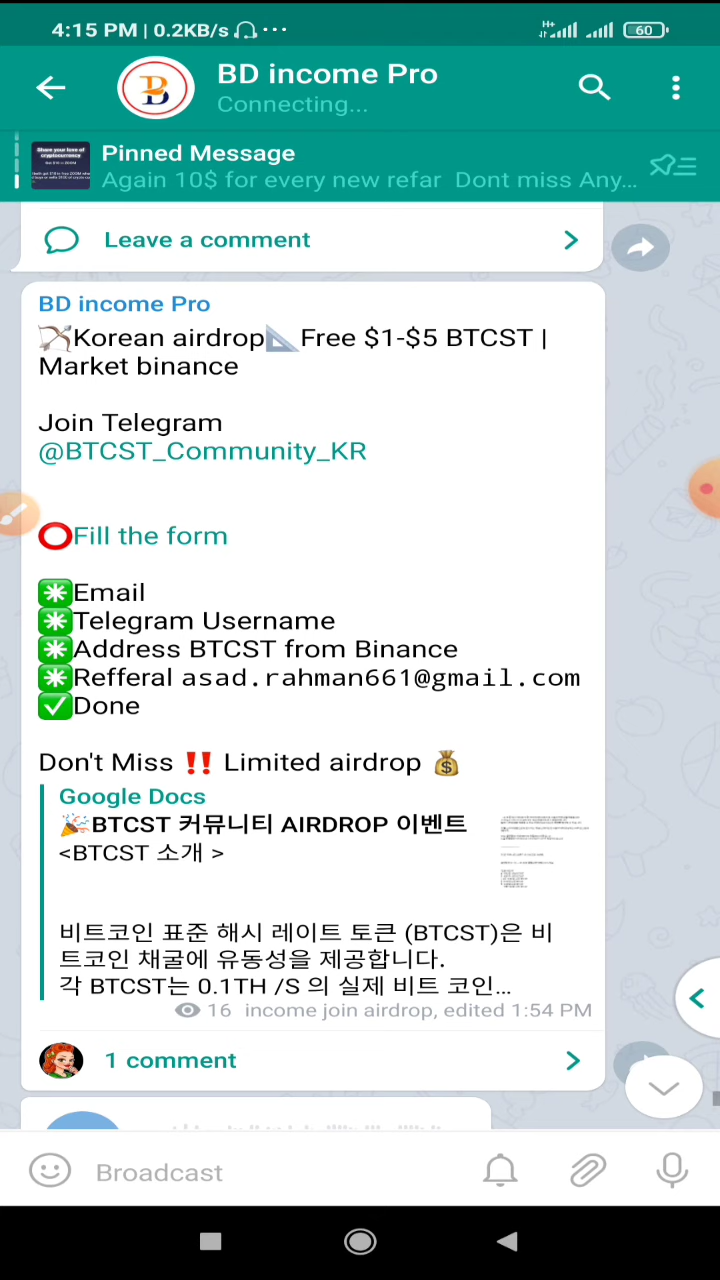 4:15 PM | 0.2KB/s ...
H+
60
BD income Pro
Connecting...
Pinned Message
Again 10$ for every new refar Dont miss Any...
Share your love of
cryptocurrency
Leave a comment
BD income Pro
🏹Korean airdrop📐Free $1-$5 BTCST |
Market binance
Join Telegram
@BTCST_Community_KR
⭕Fill the form
✳️Email
✳️Telegram Username
✳️Address BTCST from Binance
✳️Refferal asad.rahman661@gmail.com
✅Done
Don't Miss ‼️ Limited airdrop 💰
Google Docs
🎉BTCST 커뮤니티 AIRDROP 이벤트
<BTCST 소개 >
비트코인 표준 해시 레이트 토큰 (BTCST)은 비
트코인 채굴에 유동성을 제공합니다.
각 BTCST는 0.1TH /S 의 실제 비트 코인...
16 income join airdrop, edited 1:54 PM
1 comment
Broadcast